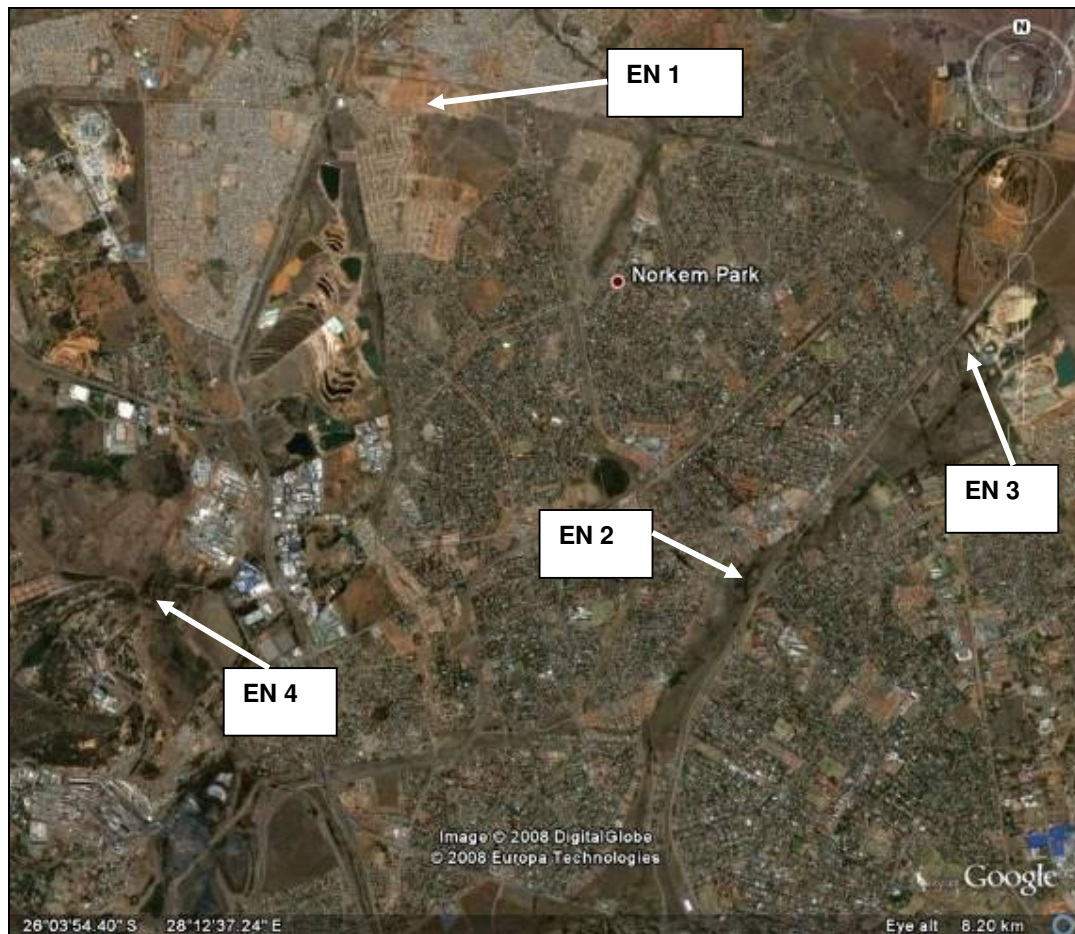 N
EN 1
Norkem Park
EN 3
EN 2
EN 4
Image © 2008 DigitalGlobe
© 2008 Europa Technologies
Google
26°03'54.40" S 28°12'37.24" E Eye alt 8.20 km